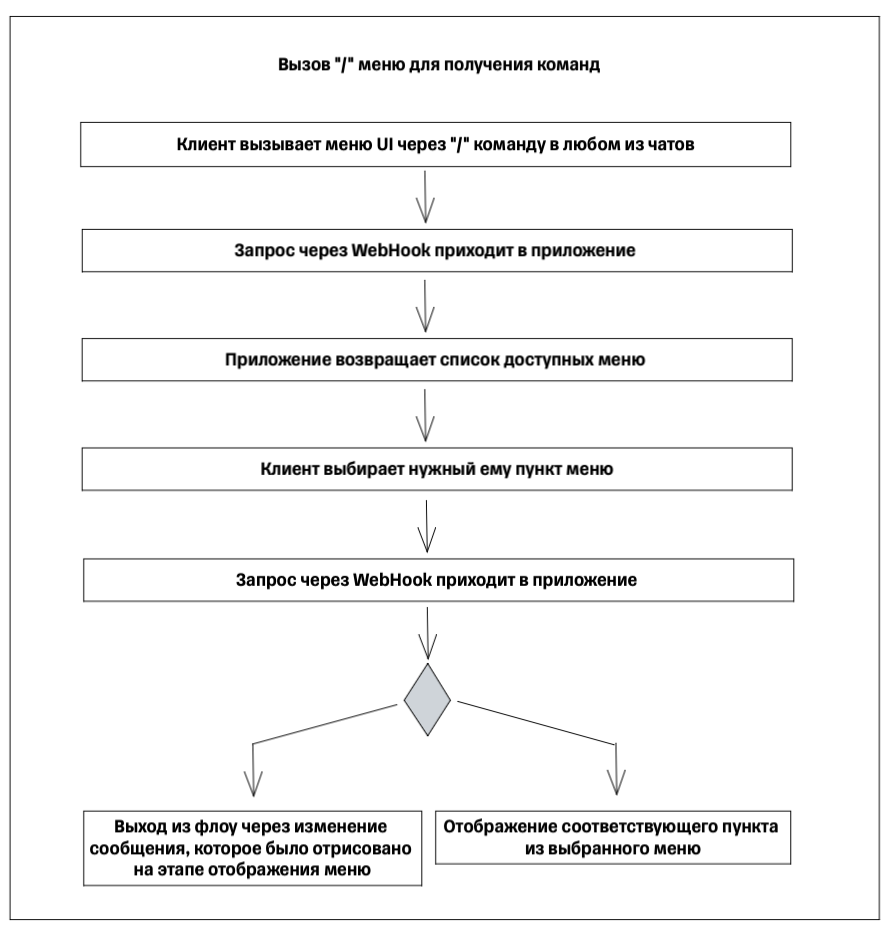 Вызов "/" меню для получения команд
Клиент вызывает меню UI через "/" команду в любом из чатов
Запрос через WebHook приходит в приложение
Приложение возвращает список доступных меню
Клиент выбирает нужный ему пункт меню
Запрос через WebHook приходит в приложение
Выход из флоу через изменение
сообщения, которое было отрисовано
на этапе отображения меню
Отображение соответствующего пункта
из выбранного меню